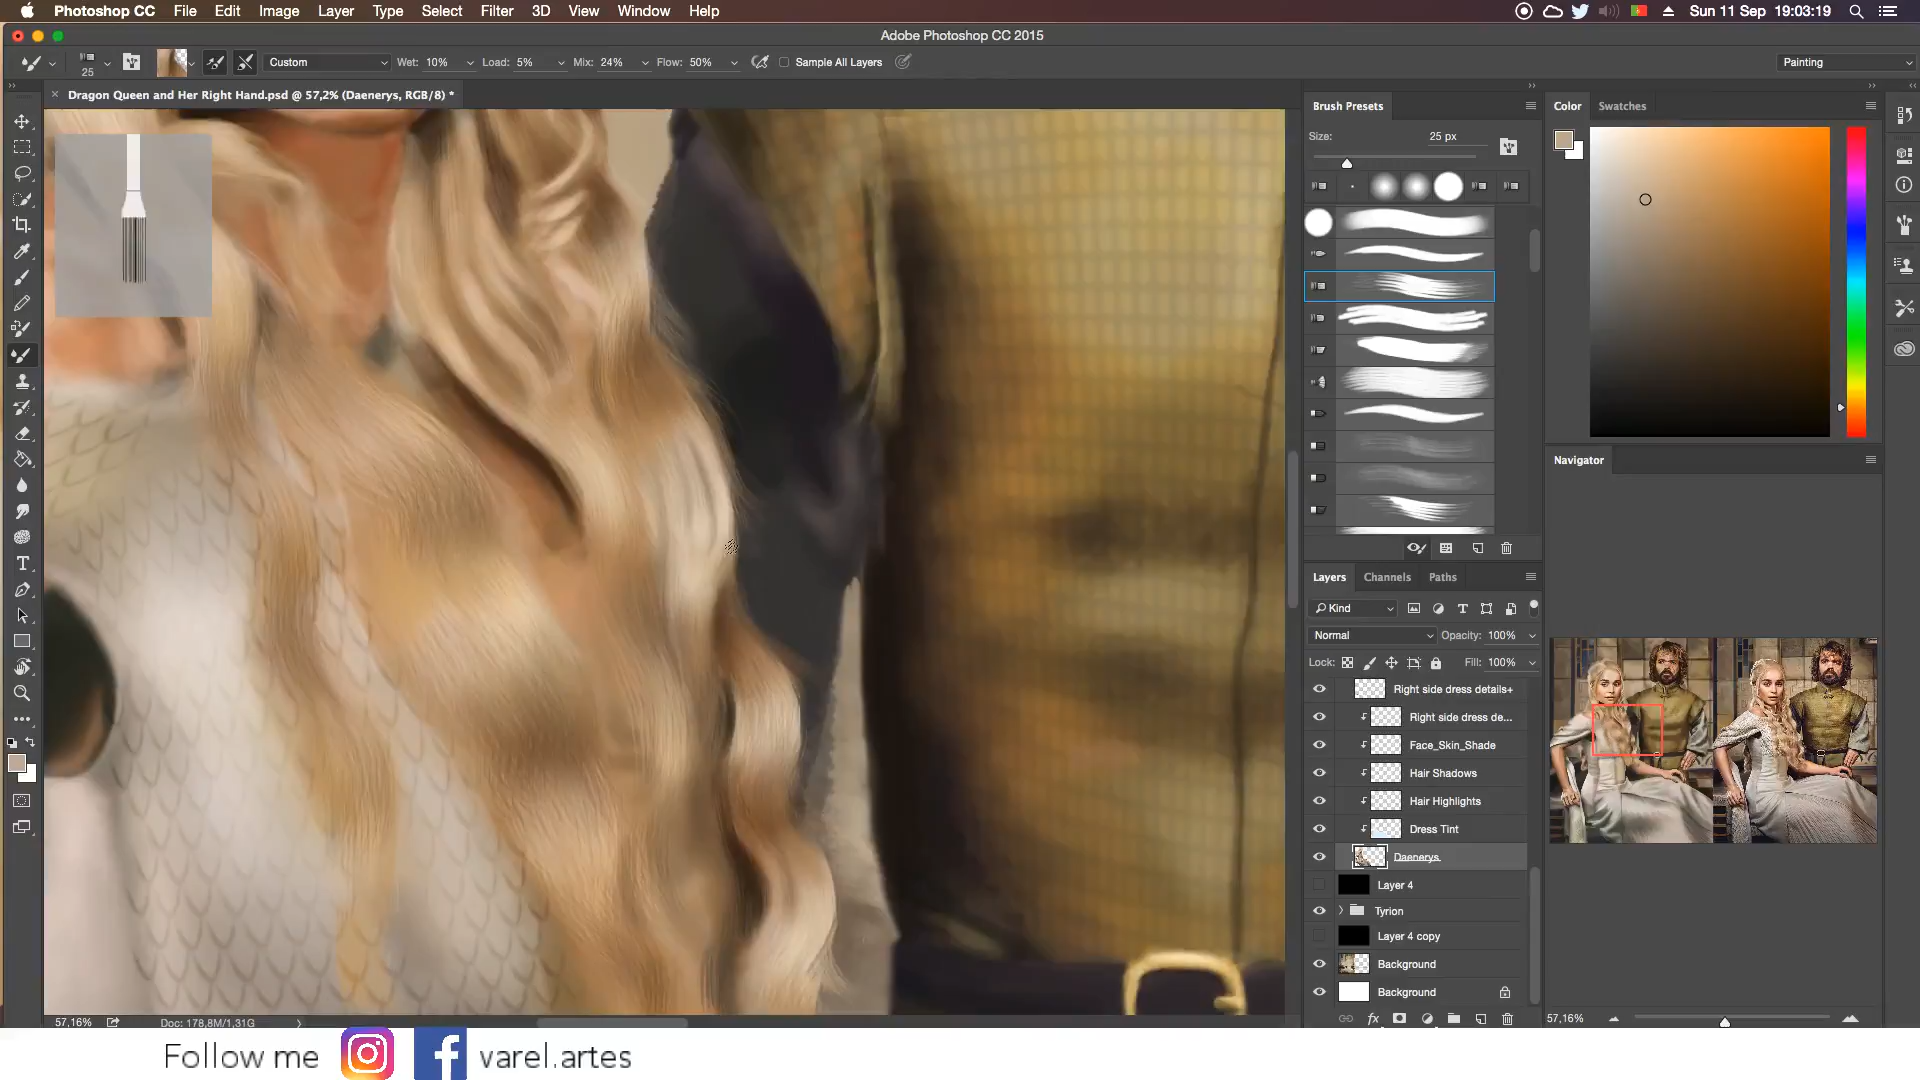 Photoshop CC File Edit Image Layer Type Select Filter 3D View Window Help Sun 11 Sep 19:03:19
Adobe Photoshop CC 2015
25 Custom Wet: 10% Load: 5% Mix: 24% Flow: 50% Sample All Layers Painting
Dragon Queen and Her Right Hand.psd @ 57,2% (Daenerys, RGB/8) *
Brush Presets
Size: 25 px
Color Swatches
Navigator
Layers Channels Paths
Kind
Normal Opacity: 100%
Lock: Fill: 100%
Right side dress details+
Right side dress de...
Face_Skin_Shade
Hair Shadows
Hair Highlights
Dress Tint
Daenerys
Layer 4
Tyrion
Layer 4 copy
Background
Background
57,16% Doc: 178,8M/1,31G
57,16%
Follow me varel.artes